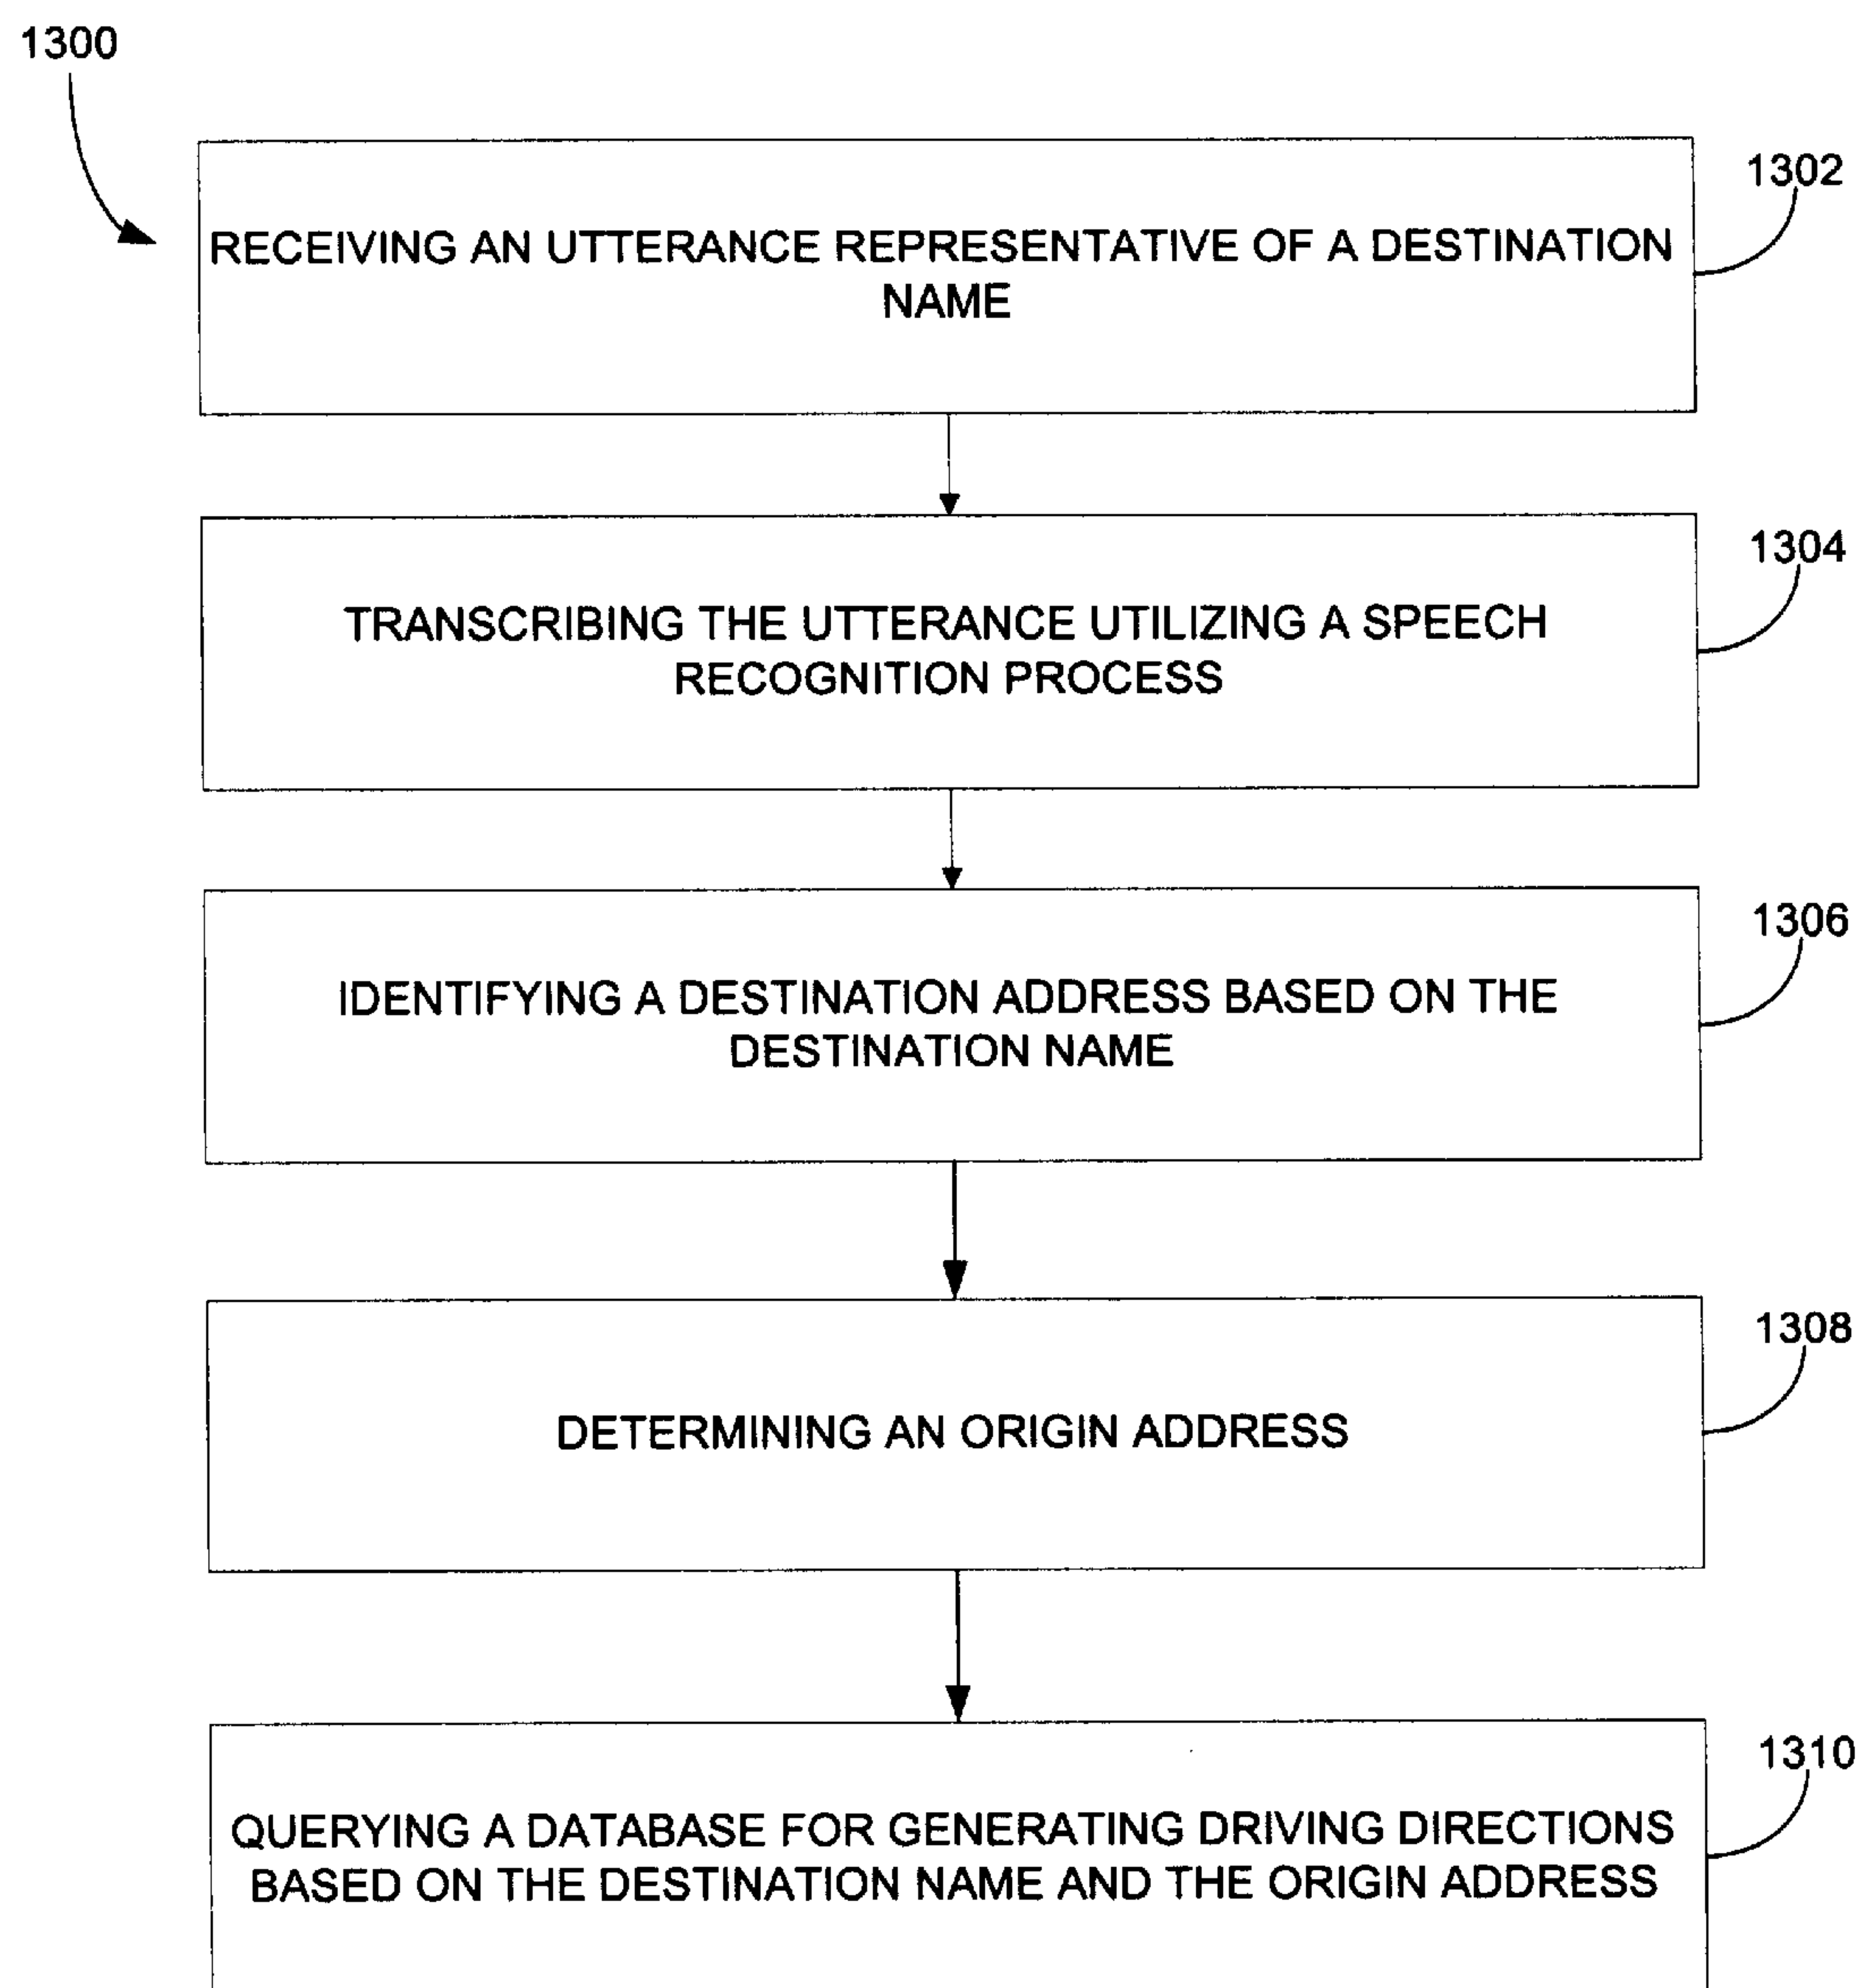 1300
1302
RECEIVING AN UTTERANCE REPRESENTATIVE OF A DESTINATION
NAME
1304
TRANSCRIBING THE UTTERANCE UTILIZING A SPEECH
RECOGNITION PROCESS
1306
IDENTIFYING A DESTINATION ADDRESS BASED ON THE
DESTINATION NAME
1308
DETERMINING AN ORIGIN ADDRESS
1310
QUERYING A DATABASE FOR GENERATING DRIVING DIRECTIONS
BASED ON THE DESTINATION NAME AND THE ORIGIN ADDRESS